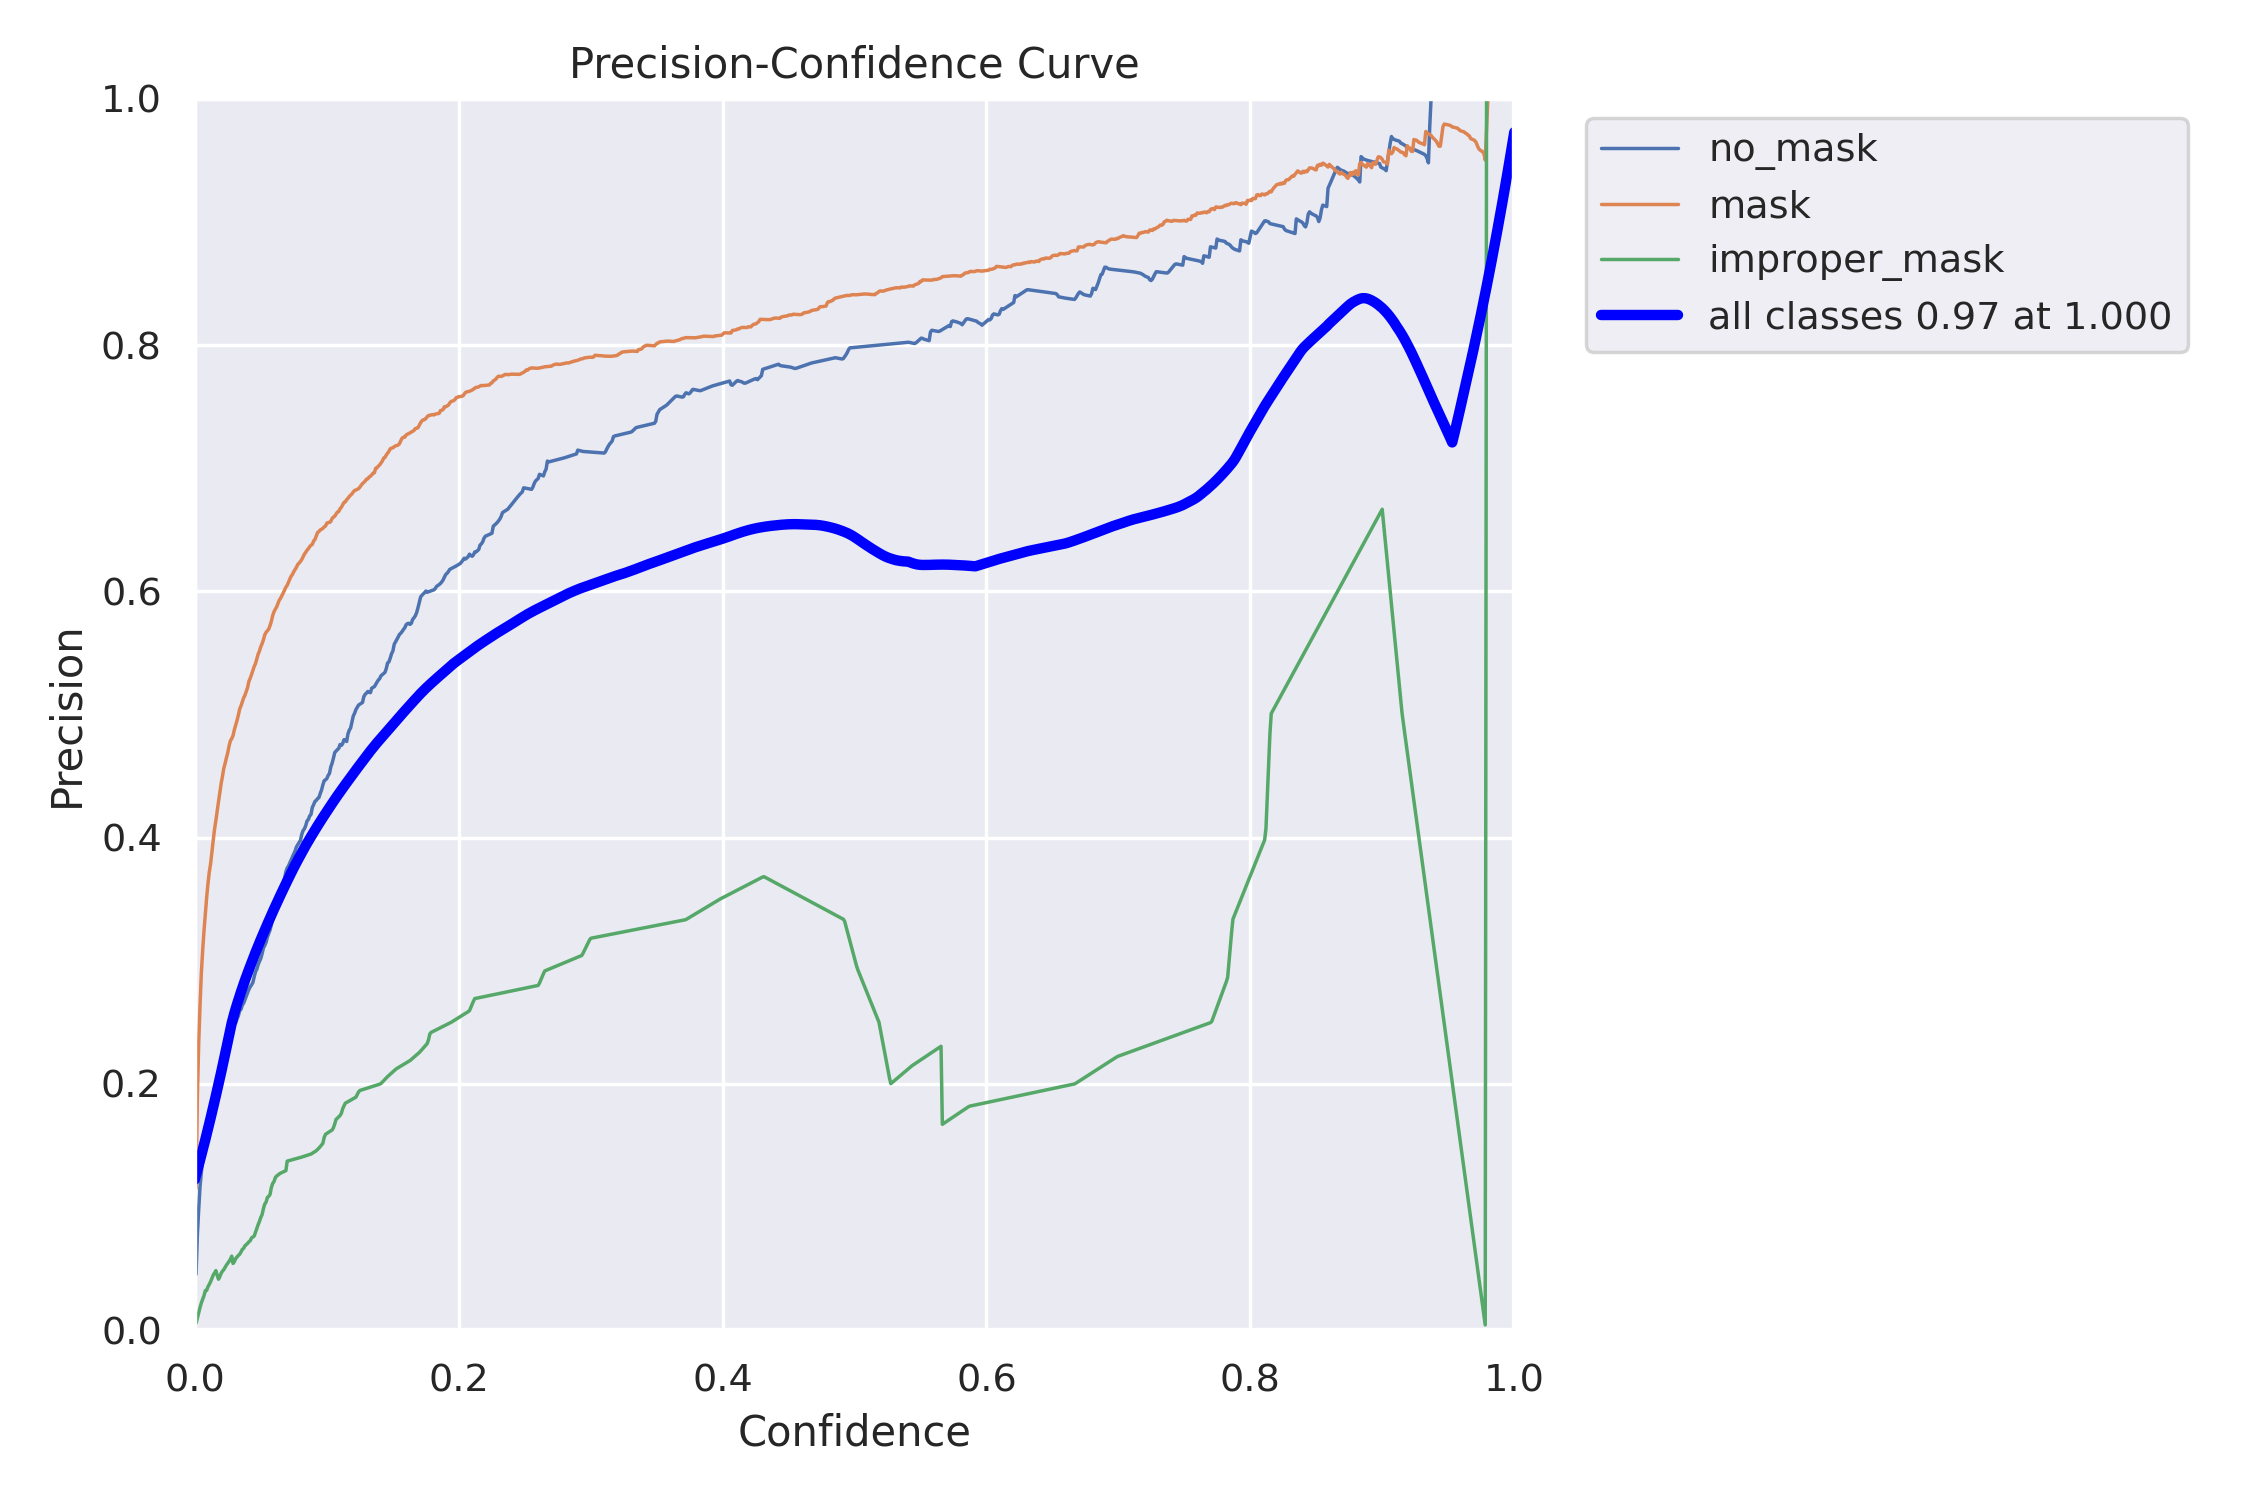 Precision-Confidence Curve
1.0
0.8
0.6
0.4
0.2
0.0
Precision
0.0 0.2 0.4 0.6 0.8 1.0
Confidence
no_mask
mask
improper_mask
all classes 0.97 at 1.000